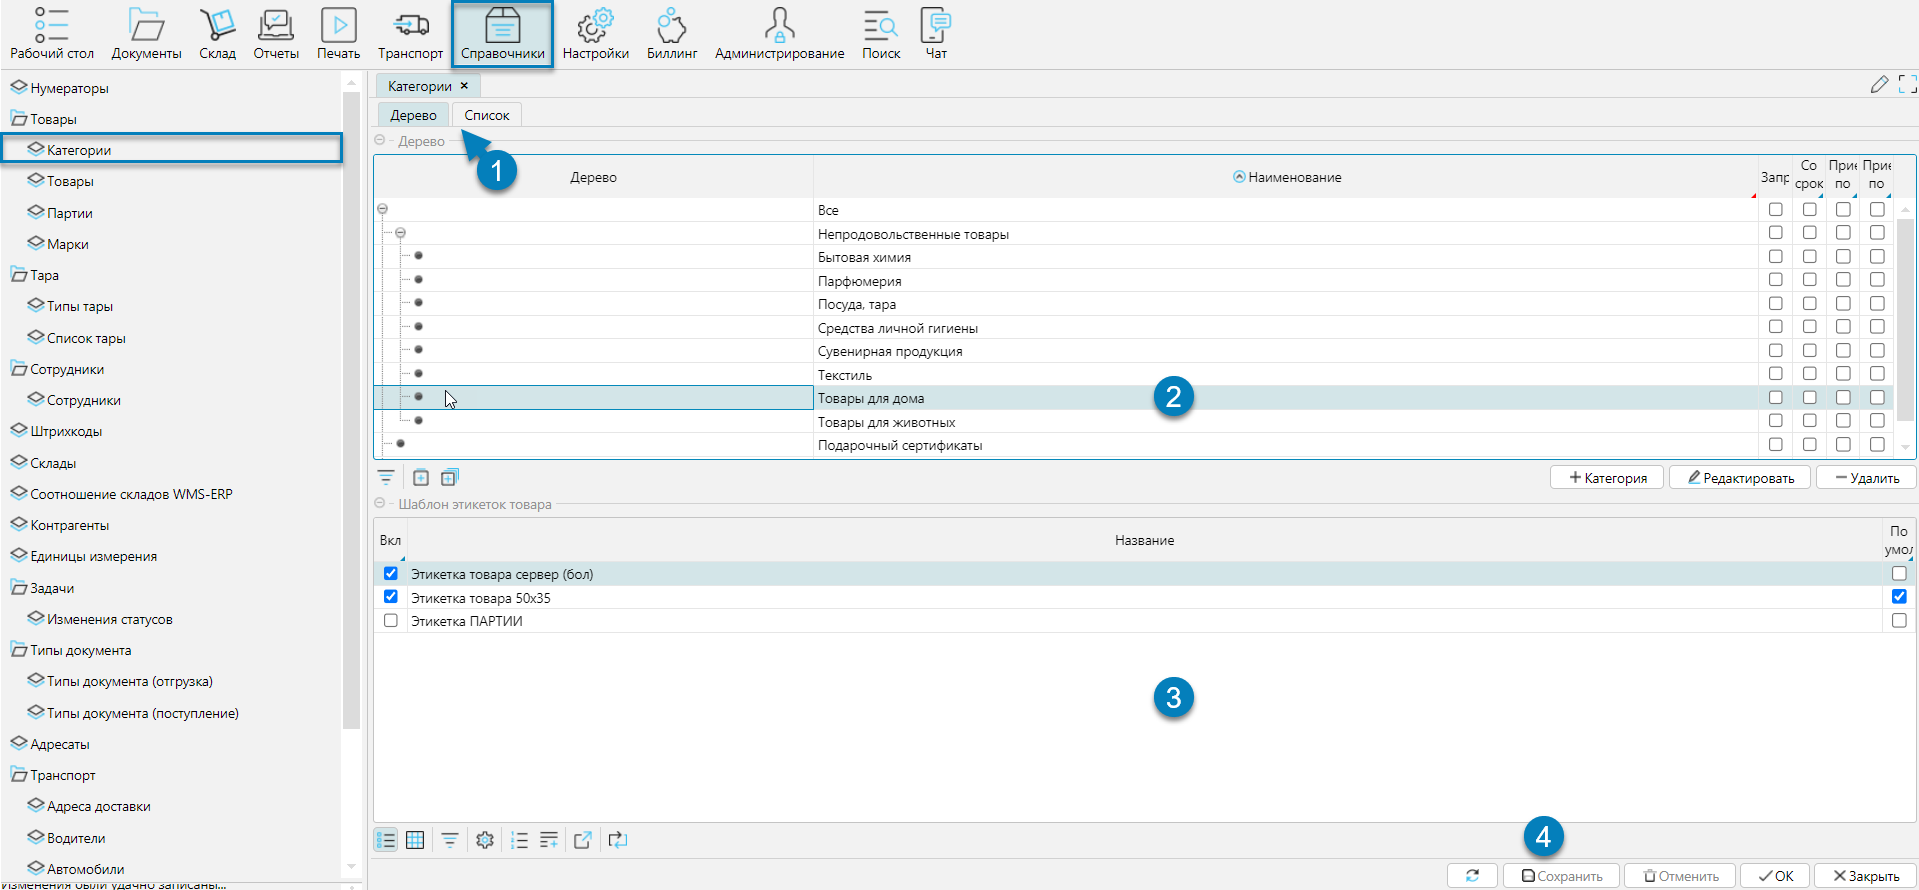 Рабочий стол Документы Склад Отчеты Печать Транспорт Справочники Настройки Биллинг Администрирование Поиск Чат
Нумераторы
Товары
Категории
Товары
Партии
Марки
Тара
Типы тары
Список тары
Сотрудники
Сотрудники
Штрихкоды
Склады
Соотношение складов WMS-ERP
Контрагенты
Единицы измерения
Задачи
Изменения статусов
Типы документа
Типы документа (отгрузка)
Типы документа (поступление)
Адресаты
Транспорт
Адреса доставки
Водители
Автомобили
Изменения были удачно записаны...
Категории ×
Дерево Список
Дерево
1
Дерево Наименование Запр Со срок Прие по Прие по
Все
Непродовольственные товары
Бытовая химия
Парфюмерия
Посуда, тара
Средства личной гигиены
Сувенирная продукция
Текстиль
Товары для дома
2
Товары для животных
Подарочный сертификаты
+ Категория Редактировать − Удалить
Шаблон этикеток товара
Вкл Название По умол
Этикетка товара сервер (бол)
Этикетка товара 50x35
Этикетка ПАРТИИ
3
4
Сохранить Отменить ОК Закрыть